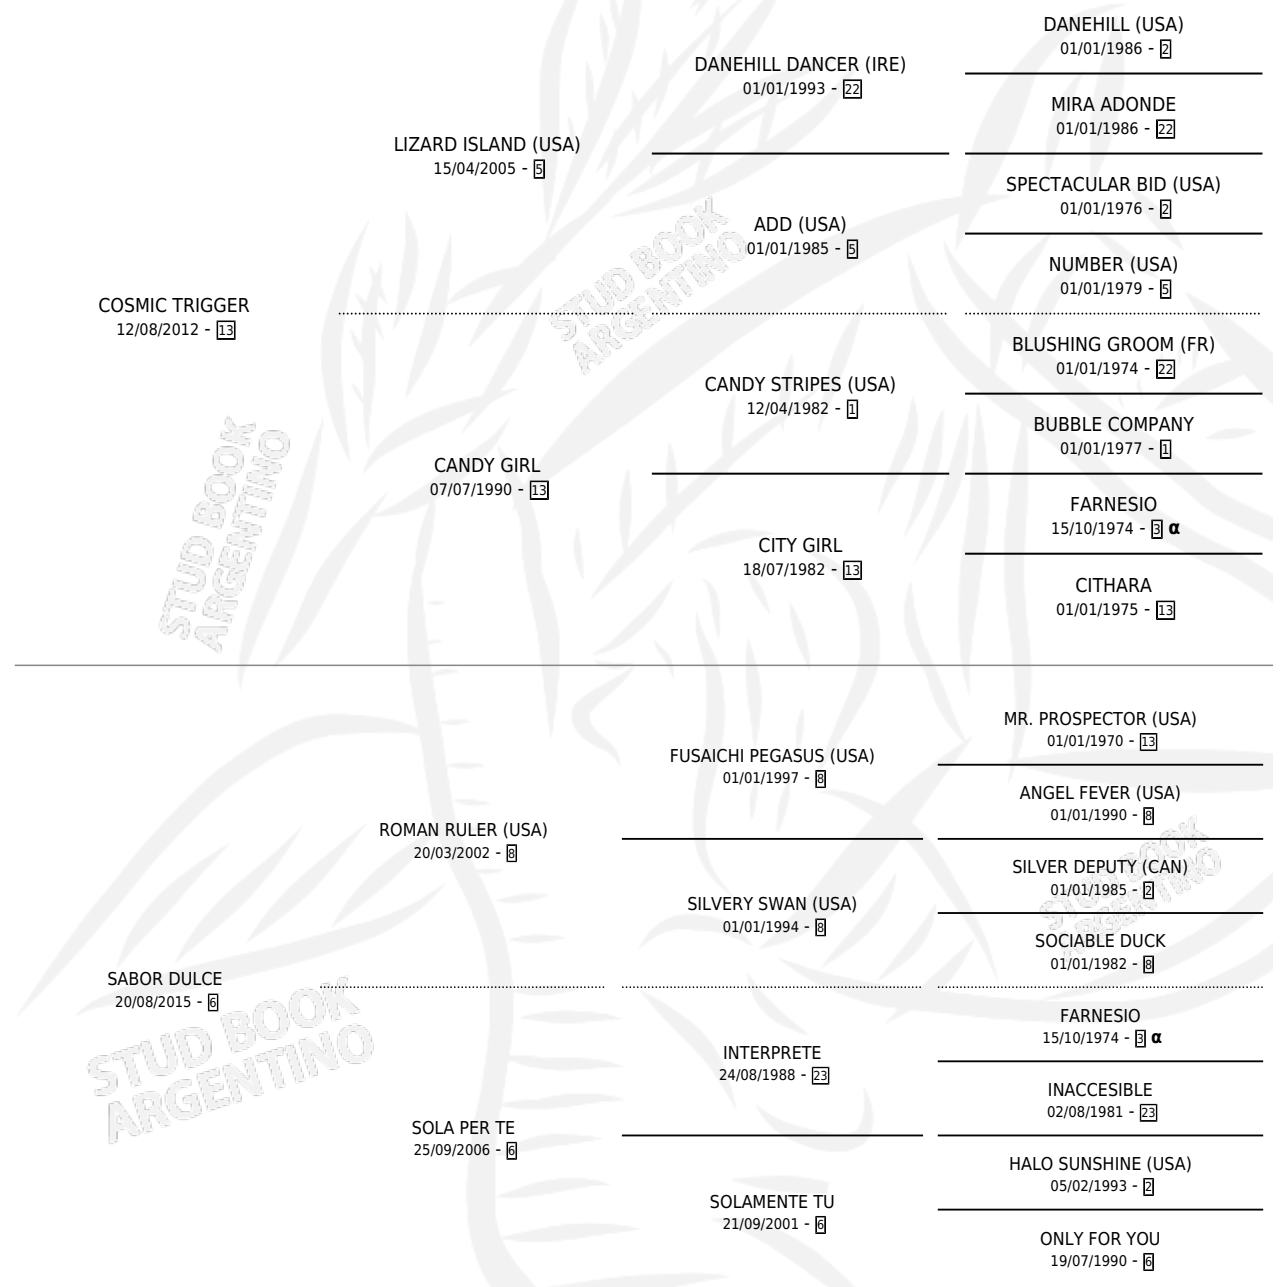 DANEHILL (USA)
01/01/1986 - 2
DANEHILL DANCER (IRE)
01/01/1993 - 22
MIRA ADONDE
01/01/1986 - 22
LIZARD ISLAND (USA)
15/04/2005 - 5
SPECTACULAR BID (USA)
01/01/1976 - 2
ADD (USA)
01/01/1985 - 5
NUMBER (USA)
01/01/1979 - 5
COSMIC TRIGGER
12/08/2012 - 13
BLUSHING GROOM (FR)
01/01/1974 - 22
CANDY STRIPES (USA)
12/04/1982 - 1
BUBBLE COMPANY
01/01/1977 - 1
CANDY GIRL
07/07/1990 - 13
FARNESIO
15/10/1974 - 3 α
CITY GIRL
18/07/1982 - 13
CITHARA
01/01/1975 - 13
MR. PROSPECTOR (USA)
01/01/1970 - 13
FUSAICHI PEGASUS (USA)
01/01/1997 - 8
ANGEL FEVER (USA)
01/01/1990 - 8
ROMAN RULER (USA)
20/03/2002 - 8
SILVER DEPUTY (CAN)
01/01/1985 - 2
SILVERY SWAN (USA)
01/01/1994 - 8
SOCIABLE DUCK
01/01/1982 - 8
SABOR DULCE
20/08/2015 - 6
FARNESIO
15/10/1974 - 3 α
INTERPRETE
24/08/1988 - 23
INACCESIBLE
02/08/1981 - 23
SOLA PER TE
25/09/2006 - 6
HALO SUNSHINE (USA)
05/02/1993 - 2
SOLAMENTE TU
21/09/2001 - 6
ONLY FOR YOU
19/07/1990 - 6
STUD BOOK
ARGENTINO
STUD BOOK
ARGENTINO
STUD BOOK
ARGENTINO
STUD BOOK
ARGENTINO